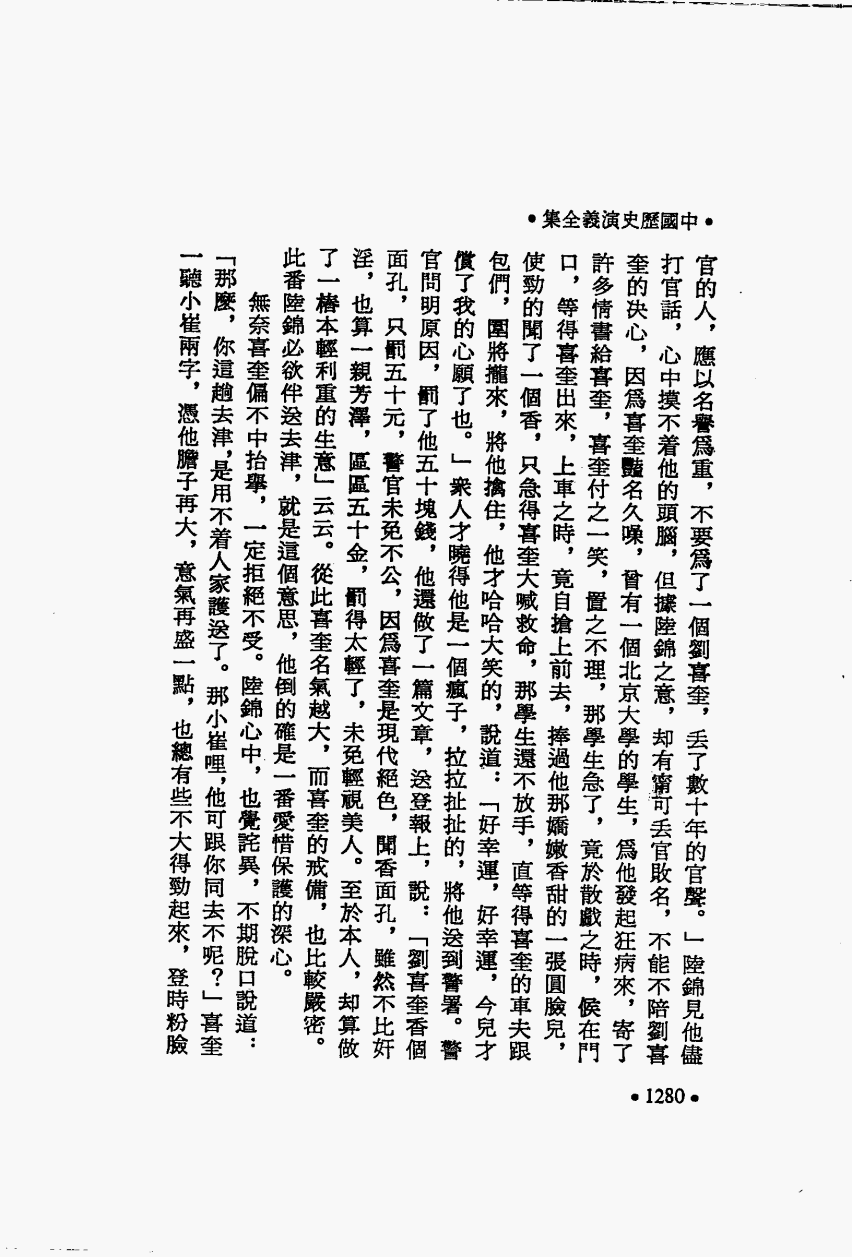 •中國歷史演義全集•
官的人，應以名譽爲重，不要爲了一個劉喜奎，丟了數十年的官聲。」陸錦見他儘
打官話，心中摸不着他的頭腦，但據陸錦之意，却有甯可丟官敗名，不能不陪劉喜
奎的决心，因爲喜奎豔名久噪，曾有一個北京大學的學生，爲他發起狂病來，寄了
許多情書給喜奎，喜奎付之一笑，置之不理，那學生急了，竟於散戲之時，候在門
口，等得喜奎出來，上車之時，竟自搶上前去，捧過他那嬌嫩香甜的一張圓臉兒，
使勁的聞了一個香，只急得喜奎大喊救命，那學生還不放手，直等得喜奎的車夫跟
包們，圍將攏來，將他擒住，他才哈哈大笑的，說道：「好幸運，好幸運，今兒才
償了我的心願了也。」衆人才曉得他是一個瘋子，拉拉扯扯的，將他送到警署。警
官問明原因，罰了他五十塊錢，他還做了一篇文章，送登報上，說：「劉喜奎香個
面孔，只罰五十元，警官未免不公，因爲喜奎是現代絕色，聞香面孔，雖然不比奸
淫，也算一親芳澤，區區五十金，罰得太輕了，未免輕視美人。至於本人，却算做
了一樁本輕利重的生意」云云。從此喜奎名氣越大，而喜奎的戒備，也比較嚴密。
此番陸錦必欲伴送去津，就是這個意思，他倒的確是一番愛惜保護的深心。
無奈喜奎偏不中抬舉，一定拒絕不受。陸錦心中，也覺詫異，不期脫口說道：
「那麼，你這趟去津，是用不着人家護送了。那小崔哩，他可跟你同去不呢？」喜奎
一聽小崔兩字，憑他膽子再大，意氣再盛一點，也總有些不大得勁起來，登時粉臉
•1280•